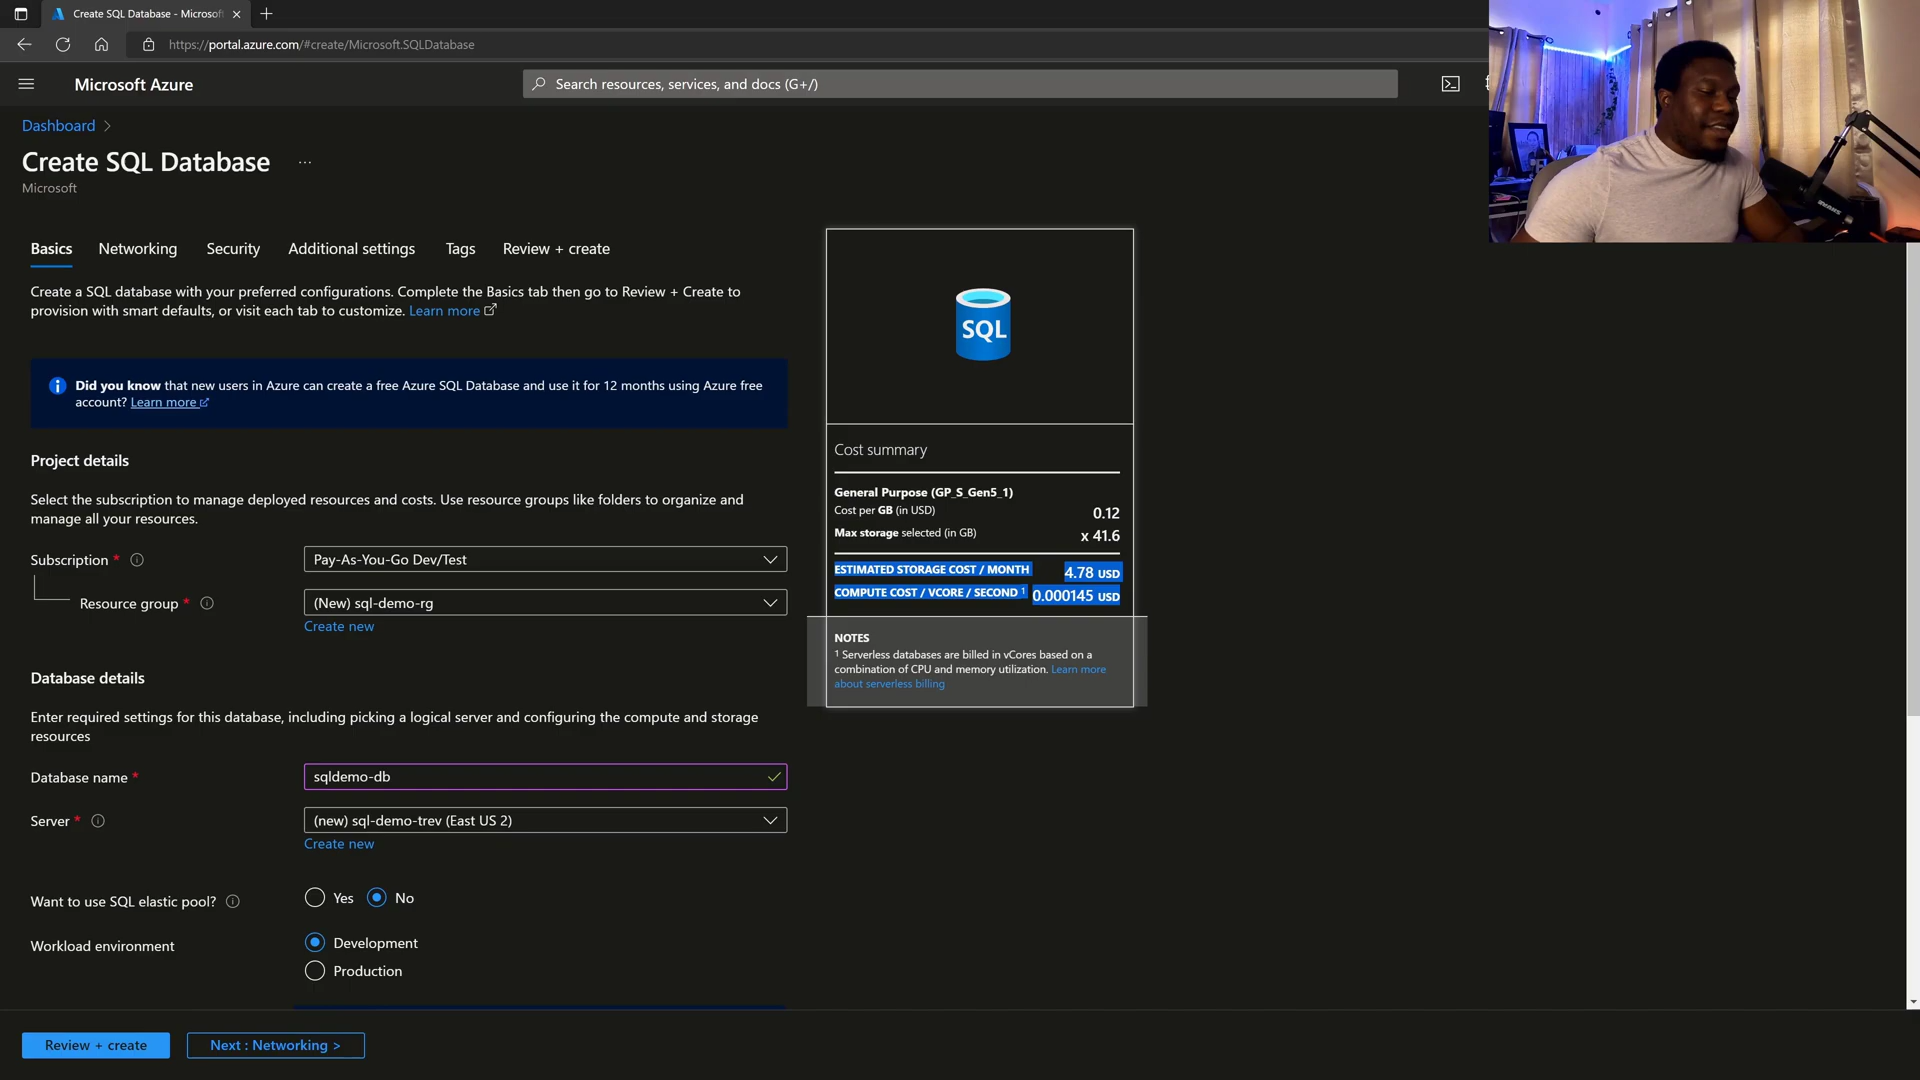 Create SQL Database - Microsoft
https://portal.azure.com/#create/Microsoft.SQLDatabase
Microsoft Azure
Search resources, services, and docs (G+/)
Dashboard >
Create SQL Database ...
Microsoft
Basics Networking Security Additional settings Tags Review + create
Create a SQL database with your preferred configurations. Complete the Basics tab then go to Review + Create to
provision with smart defaults, or visit each tab to customize. Learn more
Did you know that new users in Azure can create a free Azure SQL Database and use it for 12 months using Azure free
account? Learn more
Project details
Select the subscription to manage deployed resources and costs. Use resource groups like folders to organize and
manage all your resources.
Subscription * Pay-As-You-Go Dev/Test
Resource group * (New) sql-demo-rg
Create new
Database details
Enter required settings for this database, including picking a logical server and configuring the compute and storage
resources
Database name * sqldemo-db
Server * (new) sql-demo-trev (East US 2)
Create new
Want to use SQL elastic pool? Yes No
Workload environment Development
Production
Review + create Next : Networking >
SQL
Cost summary
General Purpose (GP_S_Gen5_1)
Cost per GB (in USD) 0.12
Max storage selected (in GB) x 41.6
ESTIMATED STORAGE COST / MONTH 4.78 USD
COMPUTE COST / VCORE / SECOND ¹ 0.000145 USD
NOTES
¹ Serverless databases are billed in vCores based on a
combination of CPU and memory utilization. Learn more
about serverless billing